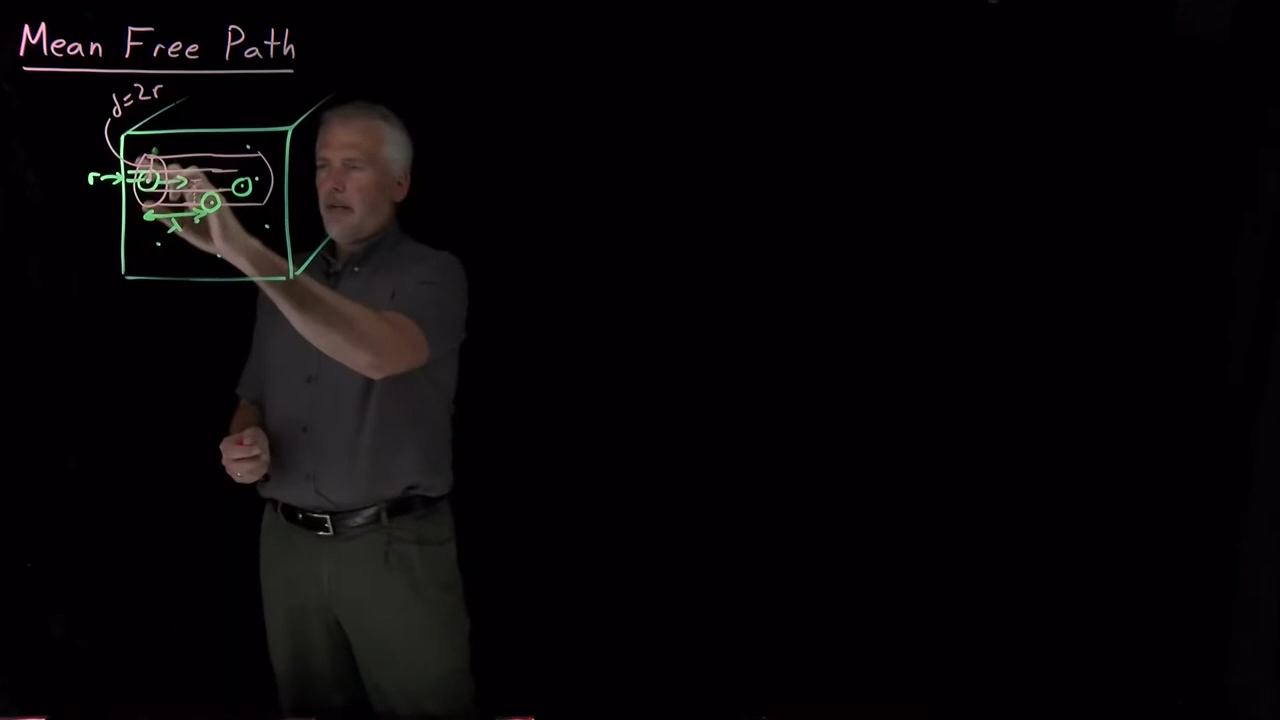 Mean Free Path
d=2r
r
λ